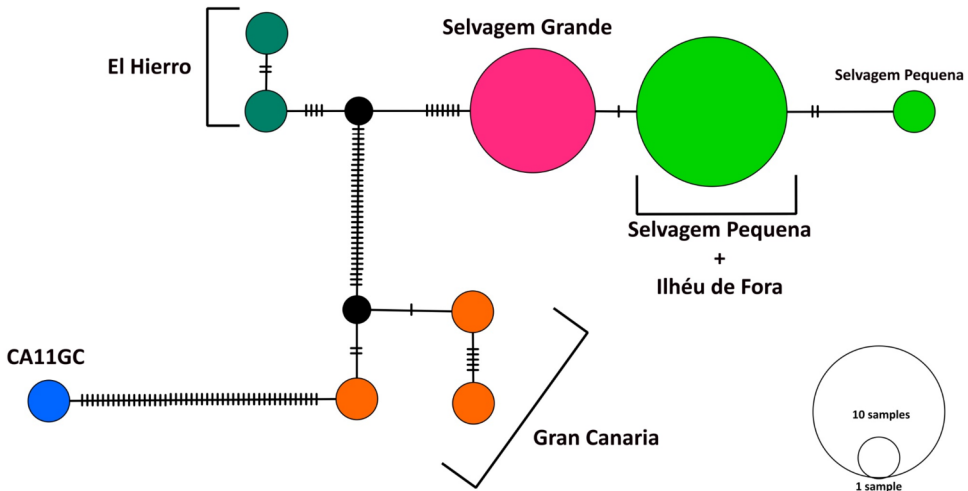 El Hierro
Selvagem Grande
Selvagem Pequena
Selvagem Pequena
+
Ilhéu de Fora
CA11GC
Gran Canaria
10 samples
1 sample